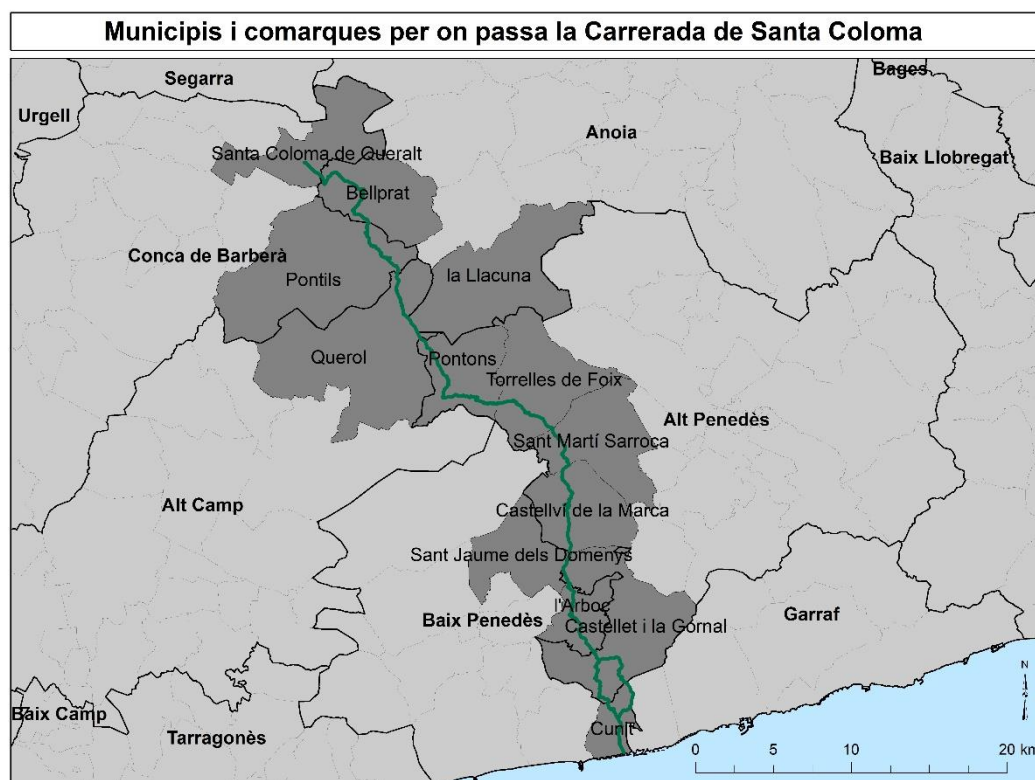 Municipis i comarques per on passa la Carrerada de Santa Coloma
Segarra
Bages
Urgell
Anoia
Santa Coloma de Queralt
Baix Llobregat
Bellprat
Conca de Barberà
Pontils
la Llacuna
Querol
Pontons
Torrelles de Foix
Alt Penedès
Sant Martí Sarroca
Alt Camp
Castellví de la Marca
Sant Jaume dels Domenys
l'Arboç
Baix Penedès
Castellet i la Gornal
Garraf
N
Baix Camp
Cunit
Tarragonès
0 5 10 20 km